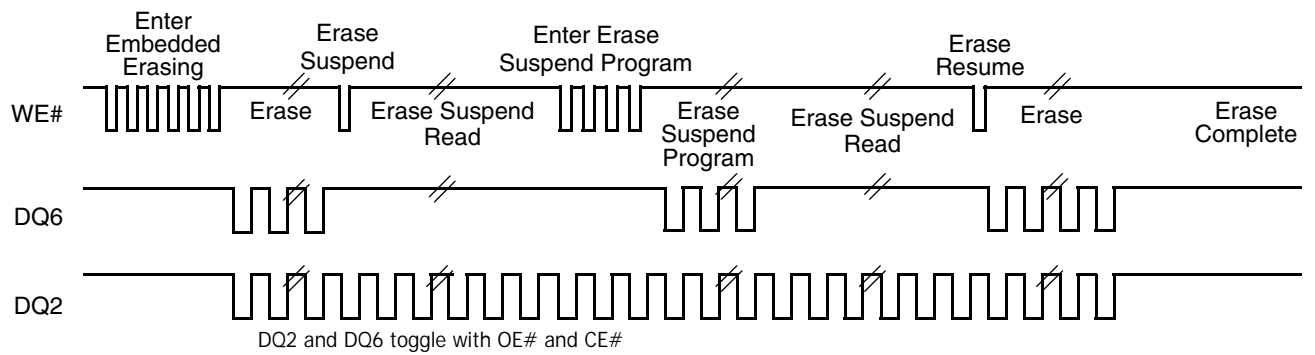 Enter
Embedded
Erasing
Erase
Suspend
Enter Erase
Suspend Program
Erase
Resume
WE#
Erase
Erase Suspend
Read
Erase
Suspend
Program
Erase Suspend
Read
Erase
Erase
Complete
DQ6
DQ2
DQ2 and DQ6 toggle with OE# and CE#